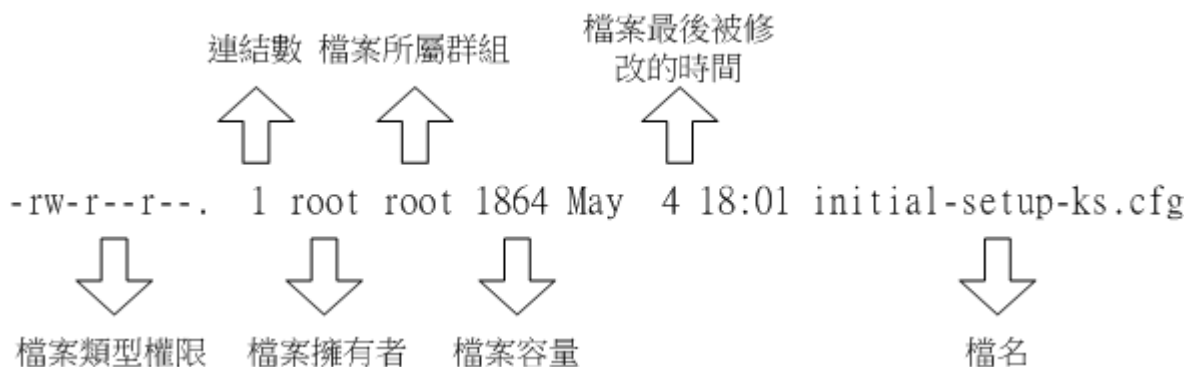 連結數 檔案所屬群組 檔案最後被修
改的時間
-rw-r--r--. 1 root root 1864 May 4 18:01 initial-setup-ks.cfg
檔案類型權限 檔案擁有者 檔案容量 檔名